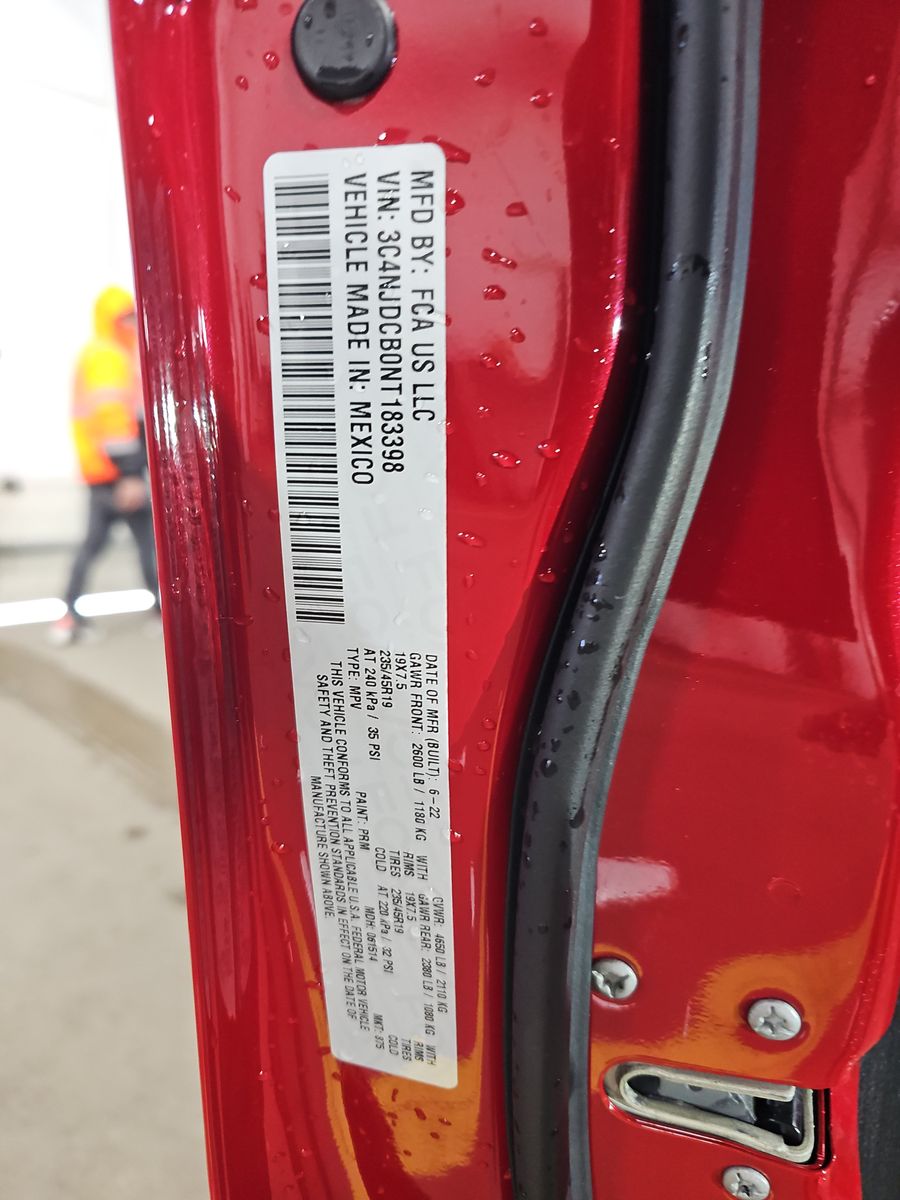 MFD BY: FCA US LLC
VIN: 3C4NJDCB0NT183398
VEHICLE MADE IN: MEXICO
DATE OF MFR (BUILT): 6-22 GVWR: 4650 LB / 2110 KG
GAWR FRONT: 2600 LB / 1180 KG WITH GAWR REAR: 2380 LB / 1080 KG WITH
19X7.5 RIMS 19X7.5 RIMS
235/45R19 TIRES 235/45R19 TIRES
AT 240 kPa / 35 PSI COLD AT 220 kPa / 32 PSI COLD
TYPE: MPV PAINT: PRM MDH: 061514 MKT: 875
THIS VEHICLE CONFORMS TO ALL APPLICABLE U.S.A. FEDERAL MOTOR VEHICLE
SAFETY AND THEFT PREVENTION STANDARDS IN EFFECT ON THE DATE OF
MANUFACTURE SHOWN ABOVE.